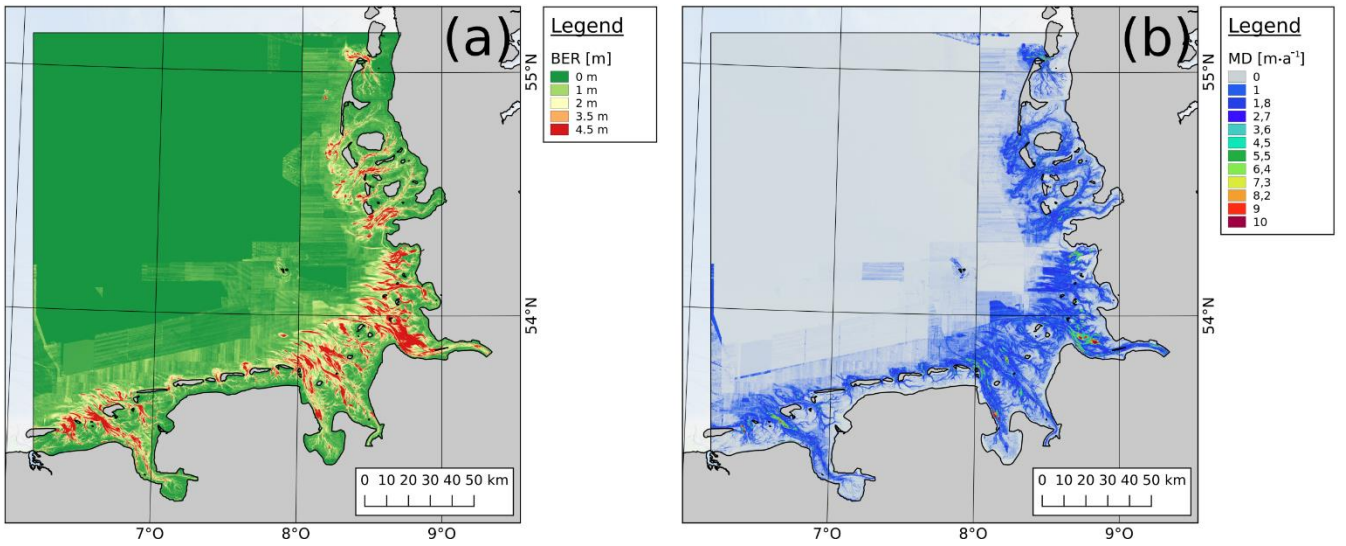 (a)
Legend
BER [m]
0 m
1 m
2 m
3.5 m
4.5 m
55°N
54°N
0 10 20 30 40 50 km
7°O 8°O 9°O
(b)
Legend
MD [m·a⁻¹]
0
1
1,8
2,7
3,6
4,5
5,5
6,4
7,3
8,2
9
10
55°N
54°N
0 10 20 30 40 50 km
7°O 8°O 9°O